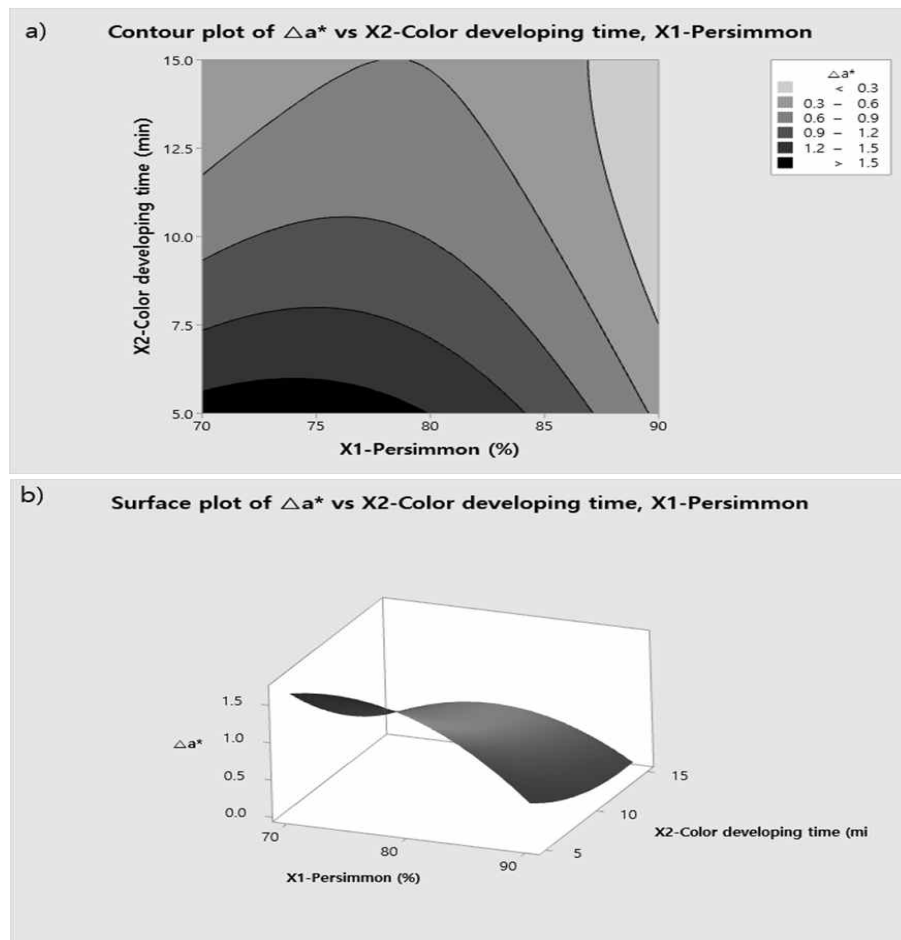 a)
Contour plot of △a* vs X2-Color developing time, X1-Persimmon
15.0
12.5
10.0
7.5
5.0
X2-Color developing time (min)
70 75 80 85 90
X1-Persimmon (%)
△a*
< 0.3
0.3 – 0.6
0.6 – 0.9
0.9 – 1.2
1.2 – 1.5
> 1.5
b)
Surface plot of △a* vs X2-Color developing time, X1-Persimmon
1.5
1.0
0.5
0.0
△a*
70
80
90
X1-Persimmon (%)
15
10
5
X2-Color developing time (mi